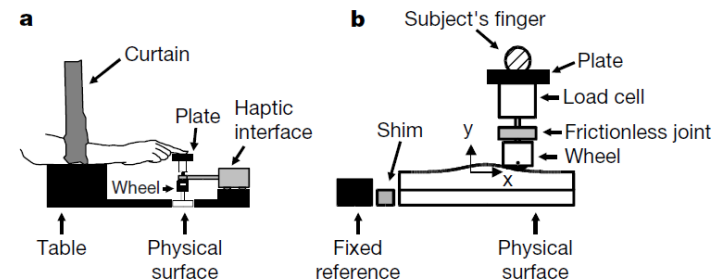 a
Curtain
Plate
Haptic
interface
Wheel
Table
Physical
surface
b
Subject's finger
Plate
Load cell
Frictionless joint
Wheel
Shim
y
x
Fixed
reference
Physical
surface